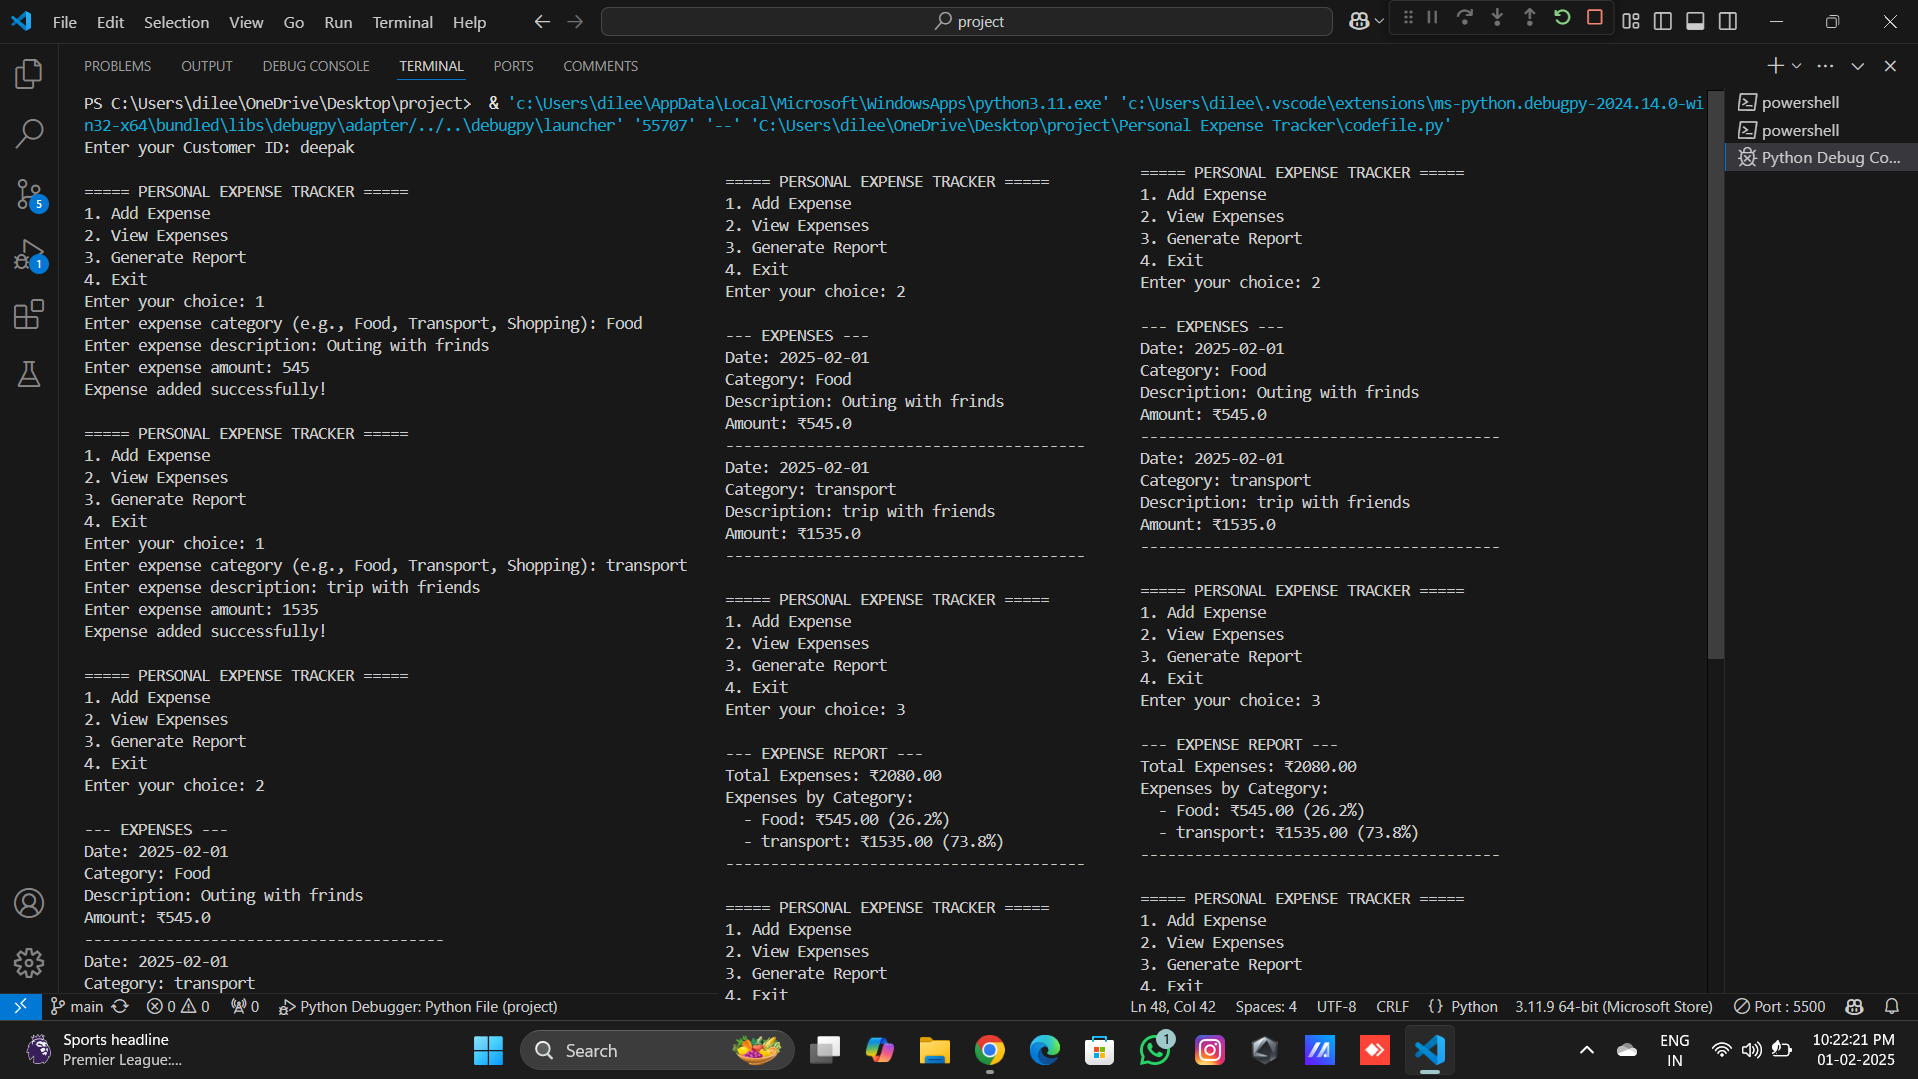 File Edit Selection View Go Run Terminal Help
project
PROBLEMS OUTPUT DEBUG CONSOLE TERMINAL PORTS COMMENTS
PS C:\Users\dilee\OneDrive\Desktop\project>  & 'c:\Users\dilee\AppData\Local\Microsoft\WindowsApps\python3.11.exe' 'c:\Users\dilee\.vscode\extensions\ms-python.debugpy-2024.14.0-wi
n32-x64\bundled\libs\debugpy\adapter/../..\debugpy\launcher' '55707' '--' 'C:\Users\dilee\OneDrive\Desktop\project\Personal Expense Tracker\codefile.py'
Enter your Customer ID: deepak
===== PERSONAL EXPENSE TRACKER =====
1. Add Expense
2. View Expenses
3. Generate Report
4. Exit
Enter your choice: 1
Enter expense category (e.g., Food, Transport, Shopping): Food
Enter expense description: Outing with frinds
Enter expense amount: 545
Expense added successfully!
===== PERSONAL EXPENSE TRACKER =====
1. Add Expense
2. View Expenses
3. Generate Report
4. Exit
Enter your choice: 1
Enter expense category (e.g., Food, Transport, Shopping): transport
Enter expense description: trip with friends
Enter expense amount: 1535
Expense added successfully!
===== PERSONAL EXPENSE TRACKER =====
1. Add Expense
2. View Expenses
3. Generate Report
4. Exit
Enter your choice: 2
--- EXPENSES ---
Date: 2025-02-01
Category: Food
Description: Outing with frinds
Amount: ₹545.0
----------------------------------------
Date: 2025-02-01
Category: transport
===== PERSONAL EXPENSE TRACKER =====
1. Add Expense
2. View Expenses
3. Generate Report
4. Exit
Enter your choice: 2
--- EXPENSES ---
Date: 2025-02-01
Category: Food
Description: Outing with frinds
Amount: ₹545.0
----------------------------------------
Date: 2025-02-01
Category: transport
Description: trip with friends
Amount: ₹1535.0
----------------------------------------
===== PERSONAL EXPENSE TRACKER =====
1. Add Expense
2. View Expenses
3. Generate Report
4. Exit
Enter your choice: 3
--- EXPENSE REPORT ---
Total Expenses: ₹2080.00
Expenses by Category:
- Food: ₹545.00 (26.2%)
- transport: ₹1535.00 (73.8%)
----------------------------------------
===== PERSONAL EXPENSE TRACKER =====
1. Add Expense
2. View Expenses
3. Generate Report
4. Exit
===== PERSONAL EXPENSE TRACKER =====
1. Add Expense
2. View Expenses
3. Generate Report
4. Exit
Enter your choice: 2
--- EXPENSES ---
Date: 2025-02-01
Category: Food
Description: Outing with frinds
Amount: ₹545.0
----------------------------------------
Date: 2025-02-01
Category: transport
Description: trip with friends
Amount: ₹1535.0
----------------------------------------
===== PERSONAL EXPENSE TRACKER =====
1. Add Expense
2. View Expenses
3. Generate Report
4. Exit
Enter your choice: 3
--- EXPENSE REPORT ---
Total Expenses: ₹2080.00
Expenses by Category:
- Food: ₹545.00 (26.2%)
- transport: ₹1535.00 (73.8%)
----------------------------------------
===== PERSONAL EXPENSE TRACKER =====
1. Add Expense
2. View Expenses
3. Generate Report
4. Exit
powershell
powershell
Python Debug Co...
5
1
main 0 0 0 Python Debugger: Python File (project)
Ln 48, Col 42 Spaces: 4 UTF-8 CRLF {} Python 3.11.9 64-bit (Microsoft Store) Port : 5500
Sports headline
Premier League:...
Search
1
ENG
IN
10:22:21 PM
01-02-2025